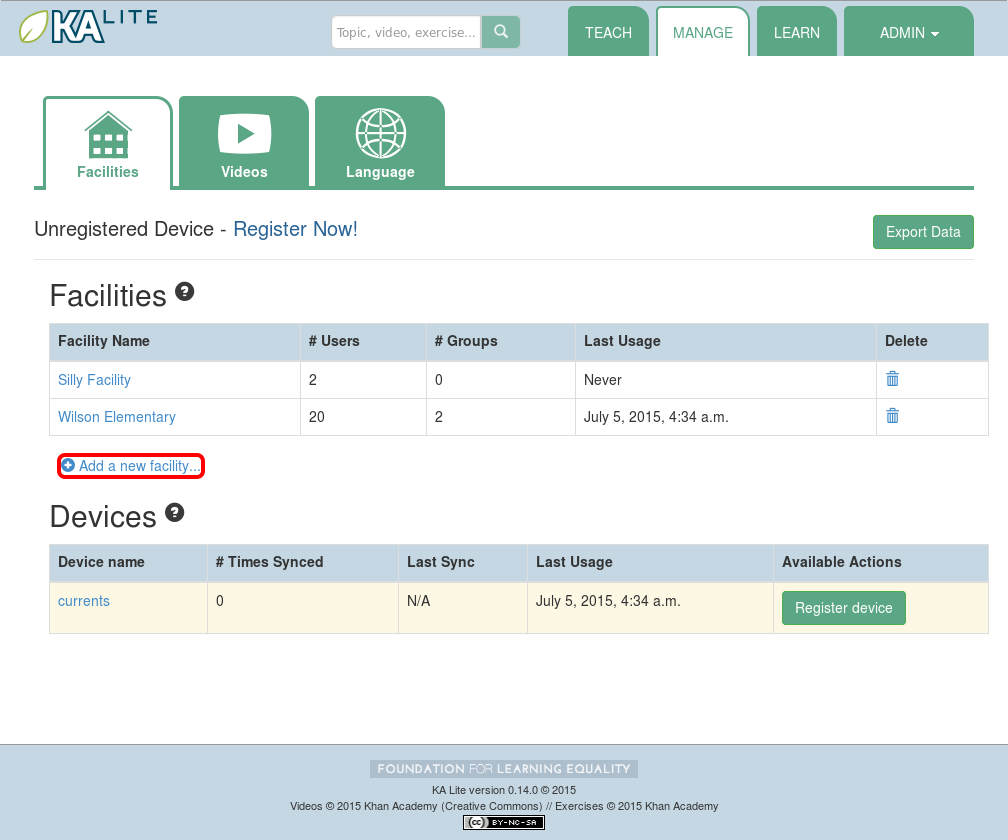 KA LITE
Topic, video, exercise...
TEACH
MANAGE
LEARN
ADMIN
Facilities
Videos
Language
Unregistered Device - Register Now!
Export Data
Facilities ?
Facility Name # Users # Groups Last Usage Delete
Silly Facility 2 0 Never
Wilson Elementary 20 2 July 5, 2015, 4:34 a.m.
Add a new facility...
Devices ?
Device name # Times Synced Last Sync Last Usage Available Actions
currents 0 N/A July 5, 2015, 4:34 a.m. Register device
FOUNDATION FOR LEARNING EQUALITY
KA Lite version 0.14.0 © 2015
Videos © 2015 Khan Academy (Creative Commons) // Exercises © 2015 Khan Academy
cc BY-NC-SA